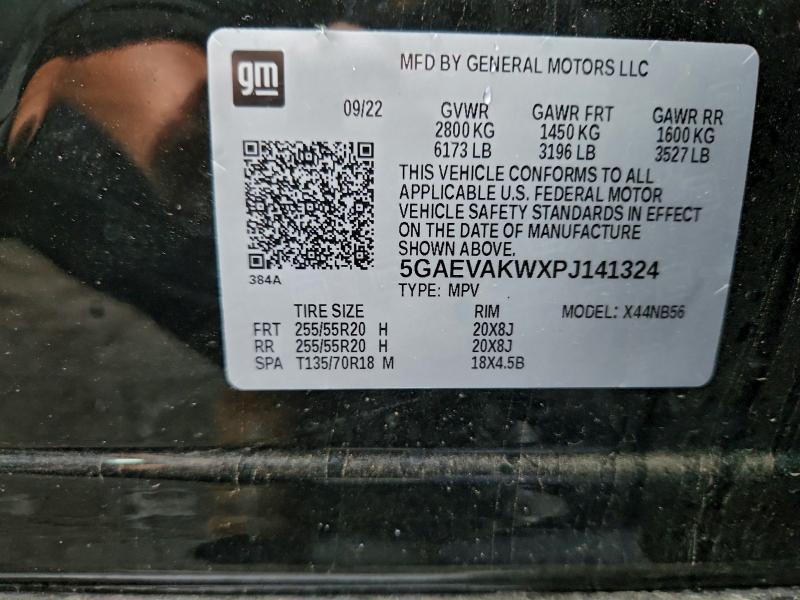 gm
MFD BY GENERAL MOTORS LLC
09/22 GVWR GAWR FRT GAWR RR
2800 KG 1450 KG 1600 KG
6173 LB 3196 LB 3527 LB
THIS VEHICLE CONFORMS TO ALL
APPLICABLE U.S. FEDERAL MOTOR
VEHICLE SAFETY STANDARDS IN EFFECT
ON THE DATE OF MANUFACTURE
SHOWN ABOVE.
384A
5GAEVAKWXPJ141324
TYPE: MPV
TIRE SIZE RIM MODEL: X44NB56
FRT 255/55R20 H 20X8J
RR 255/55R20 H 20X8J
SPA T135/70R18 M 18X4.5B